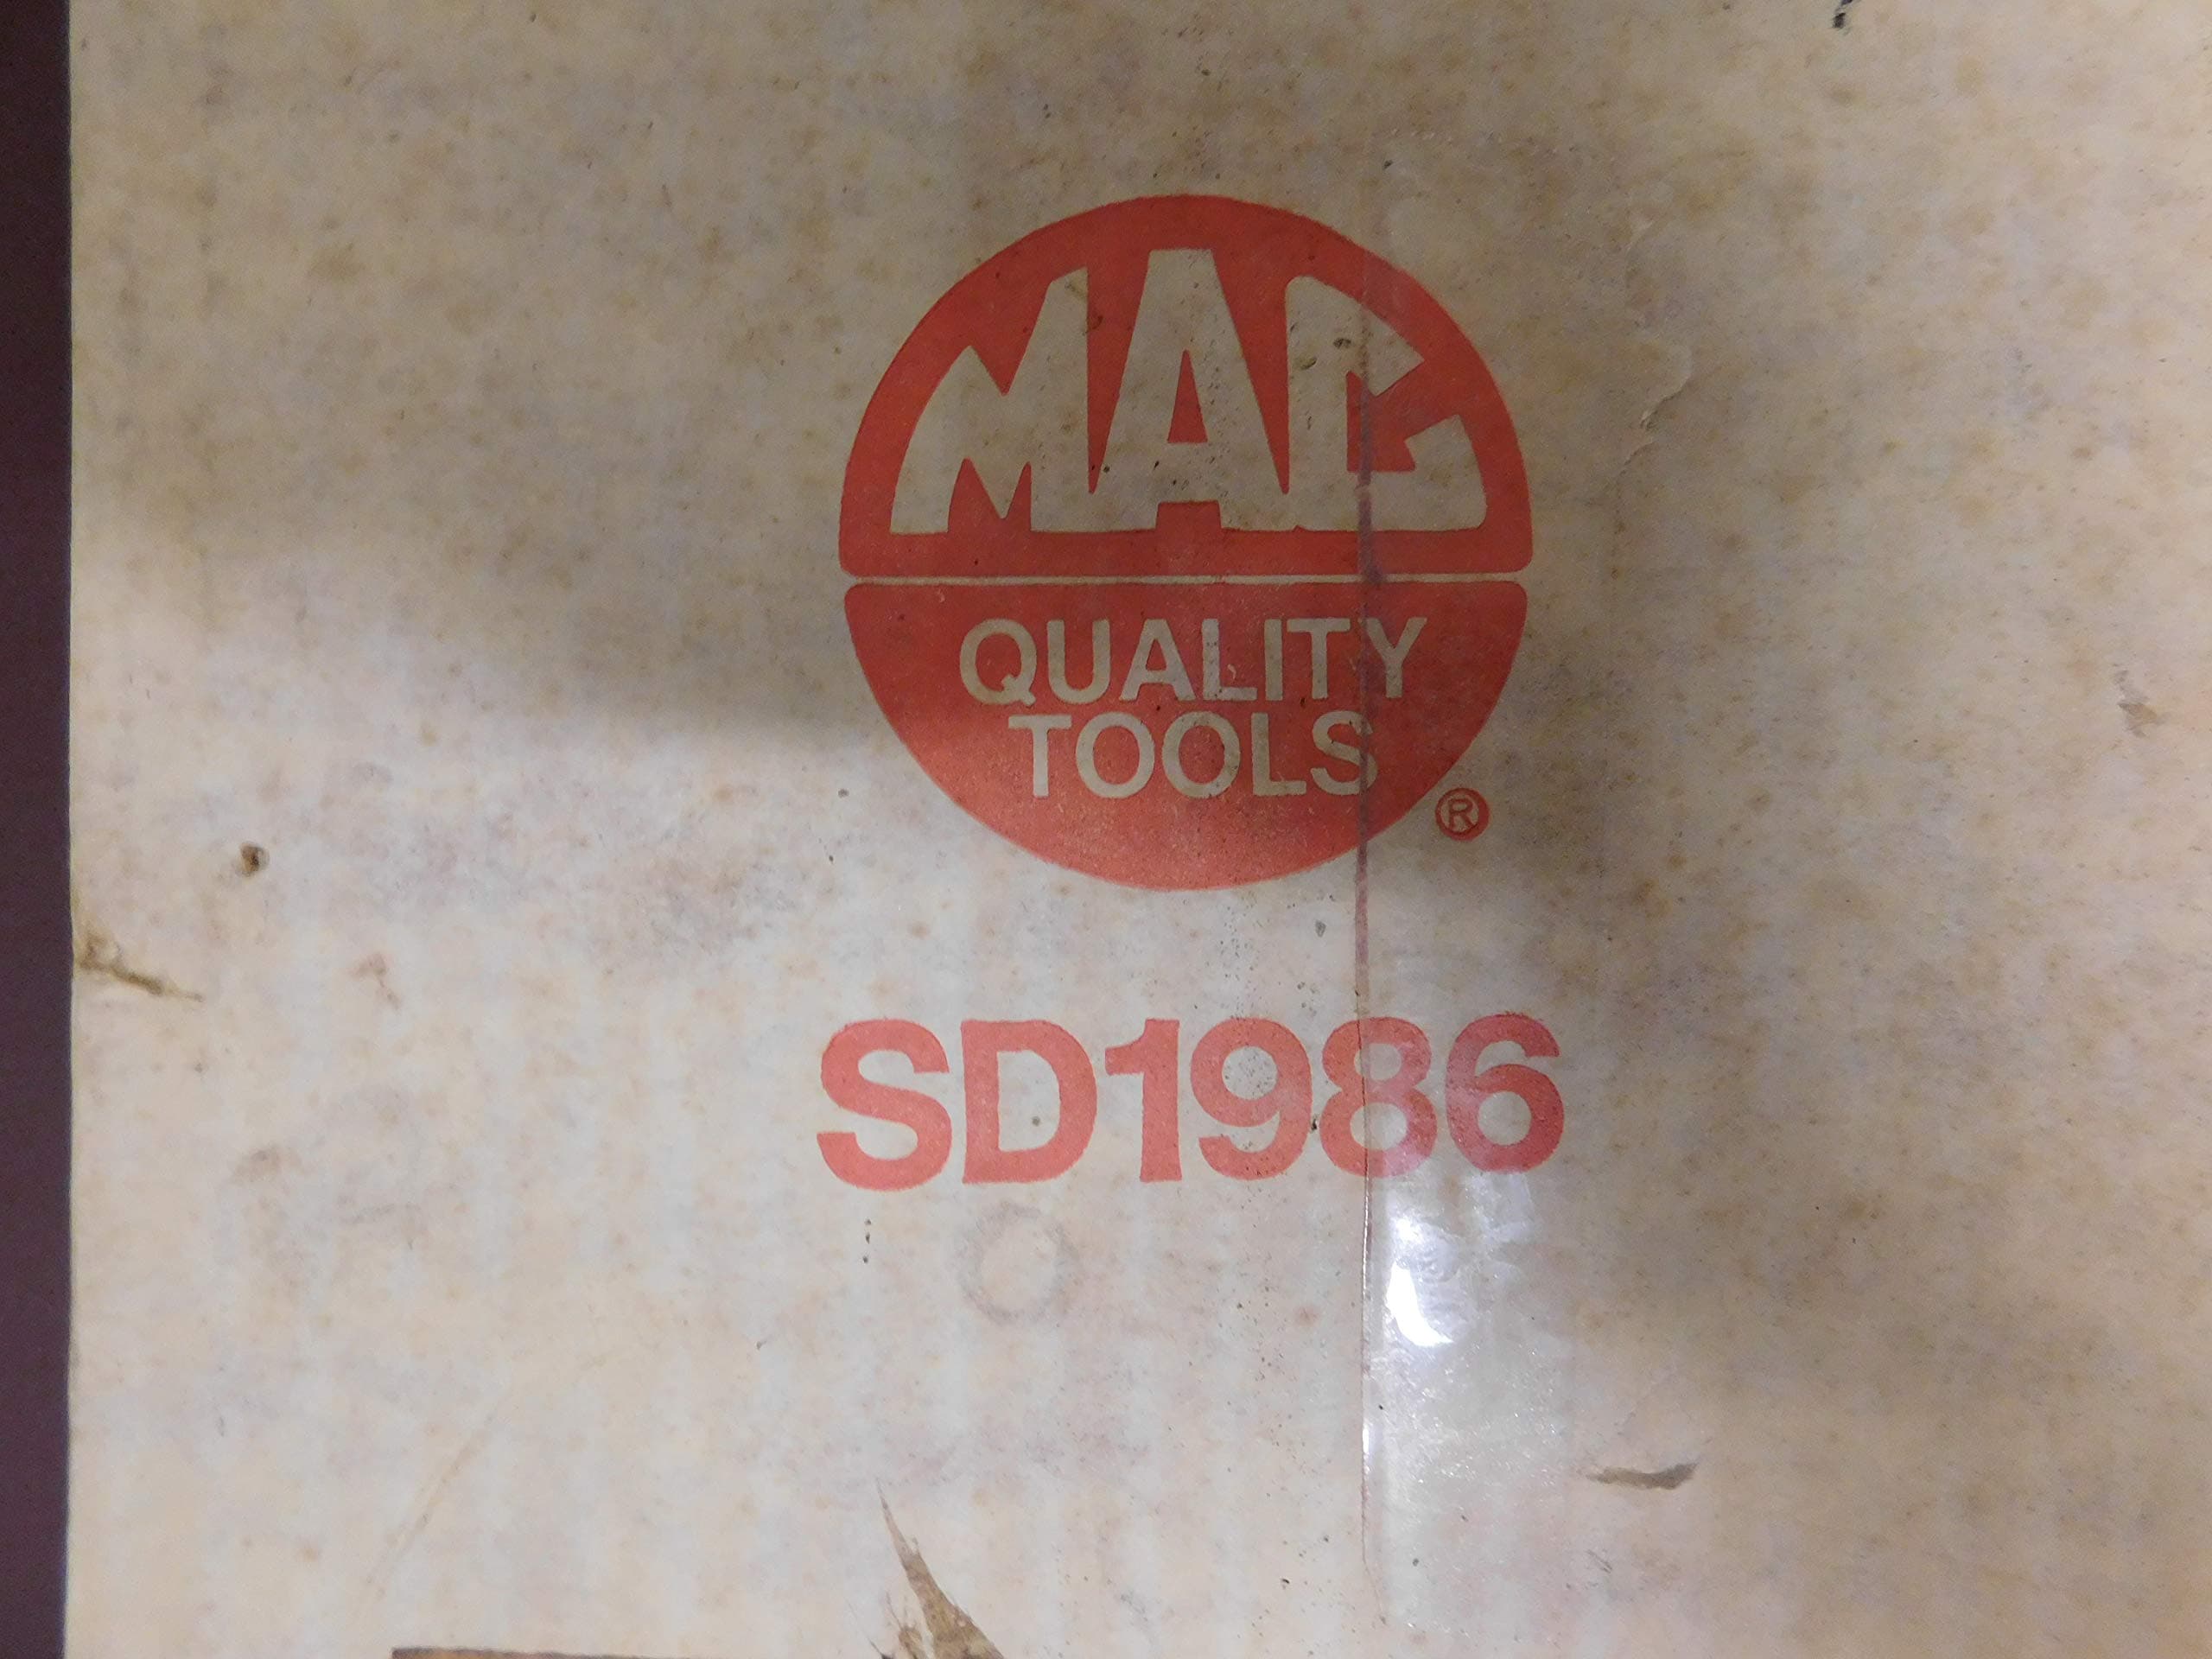 MAC
QUALITY
TOOLS
®
SD1986